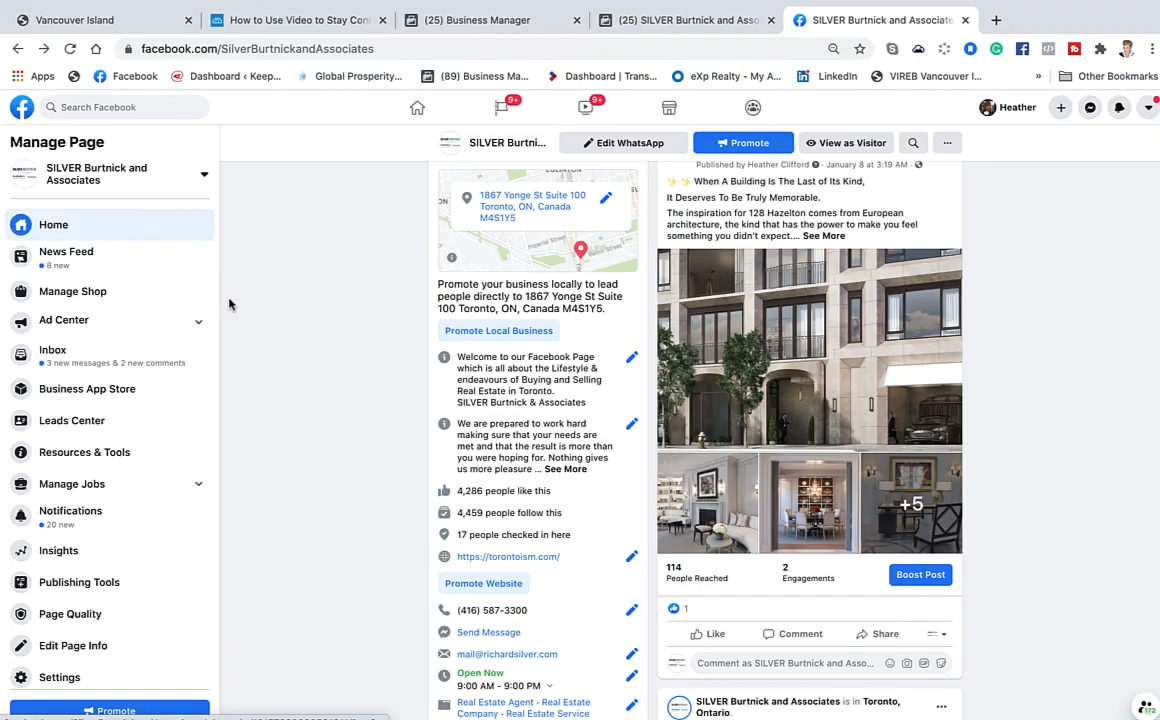 Vancouver Island
How to Use Video to Stay Conn
(25) Business Manager
(25) SILVER Burtnick and Asso
SILVER Burtnick and Associate
facebook.com/SilverBurtnickandAssociates
Apps
Facebook
Dashboard ‹ Keep...
Global Prosperity...
(89) Business Ma...
Dashboard | Trans...
eXp Realty - My A...
LinkedIn
VIREB Vancouver I...
»
Other Bookmarks
Search Facebook
9+
9+
Heather
Manage Page
SILVER Burtnick and
Associates
Home
News Feed
8 new
Manage Shop
Ad Center
Inbox
3 new messages & 2 new comments
Business App Store
Leads Center
Resources & Tools
Manage Jobs
Notifications
20 new
Insights
Publishing Tools
Page Quality
Edit Page Info
Settings
Promote
SILVER Burtni...
Edit WhatsApp
Promote
View as Visitor
1867 Yonge St Suite 100
Toronto, ON, Canada
M4S1Y5
Imperial Street
Promote your business locally to lead
people directly to 1867 Yonge St Suite
100 Toronto, ON, Canada M4S1Y5.
Promote Local Business
Welcome to our Facebook Page
which is all about the Lifestyle &
endeavours of Buying and Selling
Real Estate in Toronto.
SILVER Burtnick & Associates
We are prepared to work hard
making sure that your needs are
met and that the result is more than
you were hoping for. Nothing gives
us more pleasure ... See More
4,286 people like this
4,459 people follow this
17 people checked in here
https://torontoism.com/
Promote Website
(416) 587-3300
Send Message
mail@richardsilver.com
Open Now
9:00 AM - 9:00 PM
Real Estate Agent · Real Estate
Company · Real Estate Service
Published by Heather Clifford · January 8 at 3:19 AM ·
✨ ✨ When A Building Is The Last of Its Kind,
It Deserves To Be Truly Memorable.
The inspiration for 128 Hazelton comes from European
architecture, the kind that has the power to make you feel
something you didn't expect.... See More
+5
114
People Reached
2
Engagements
Boost Post
1
Like
Comment
Share
Comment as SILVER Burtnick and Asso...
SILVER Burtnick and Associates is in Toronto,
Ontario.
172